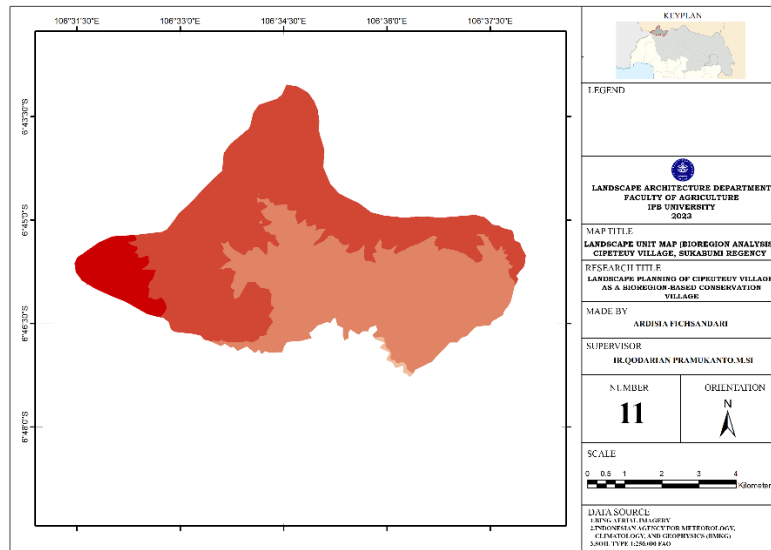 106°31'30"E 106°33'0"E 106°34'30"E 106°36'0"E 106°37'30"E
6°43'30"S
6°45'0"S
6°46'30"S
6°48'0"S
KEYPLAN
LEGEND
LANDSCAPE ARCHITECTURE DEPARTMENT
FACULTY OF AGRICULTURE
IPB UNIVERSITY
2023
MAP TITLE
LANDSCAPE UNIT MAP (BIOREGION ANALYSIS
CIPETEUY VILLAGE, SUKABUMI REGENCY
RESEARCH TITLE
LANDSCAPE PLANNING OF CIPEUTEUY VILLAGE
AS A BIOREGION-BASED CONSERVATION
VILLAGE
MADE BY
ARDISIA FICHSANDARI
SUPERVISOR
IR.QODARIAN PRAMUKANTO,M.SI
NUMBER
11
ORIENTATION
N
SCALE
0 0.5 1 2 3 4
Kilometer
DATA SOURCE
1.BING AERIAL IMAGERY
2.INDONESIAN AGENCY FOR METEOROLOGY,
CLIMATOLOGY, AND GEOPHYSICS (BMKG)
3.SOIL TYPE 1:250.000 FAO